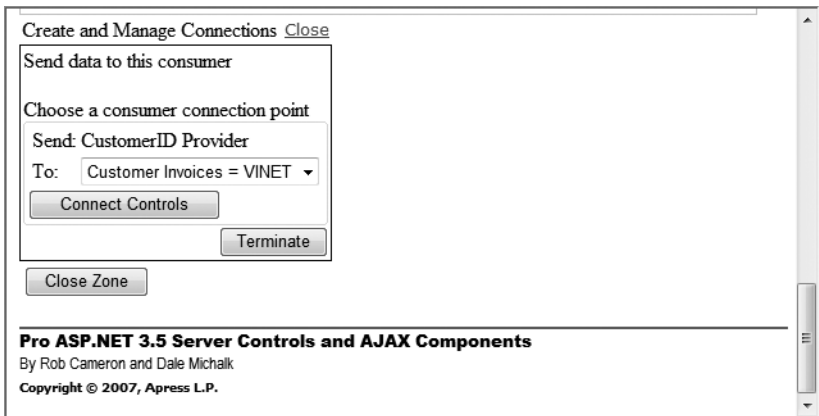 Create and Manage Connections Close
Send data to this consumer
Choose a consumer connection point
Send: CustomerID Provider
To: Customer Invoices = VINET
Connect Controls
Terminate
Close Zone
Pro ASP.NET 3.5 Server Controls and AJAX Components
By Rob Cameron and Dale Michalk
Copyright © 2007, Apress L.P.